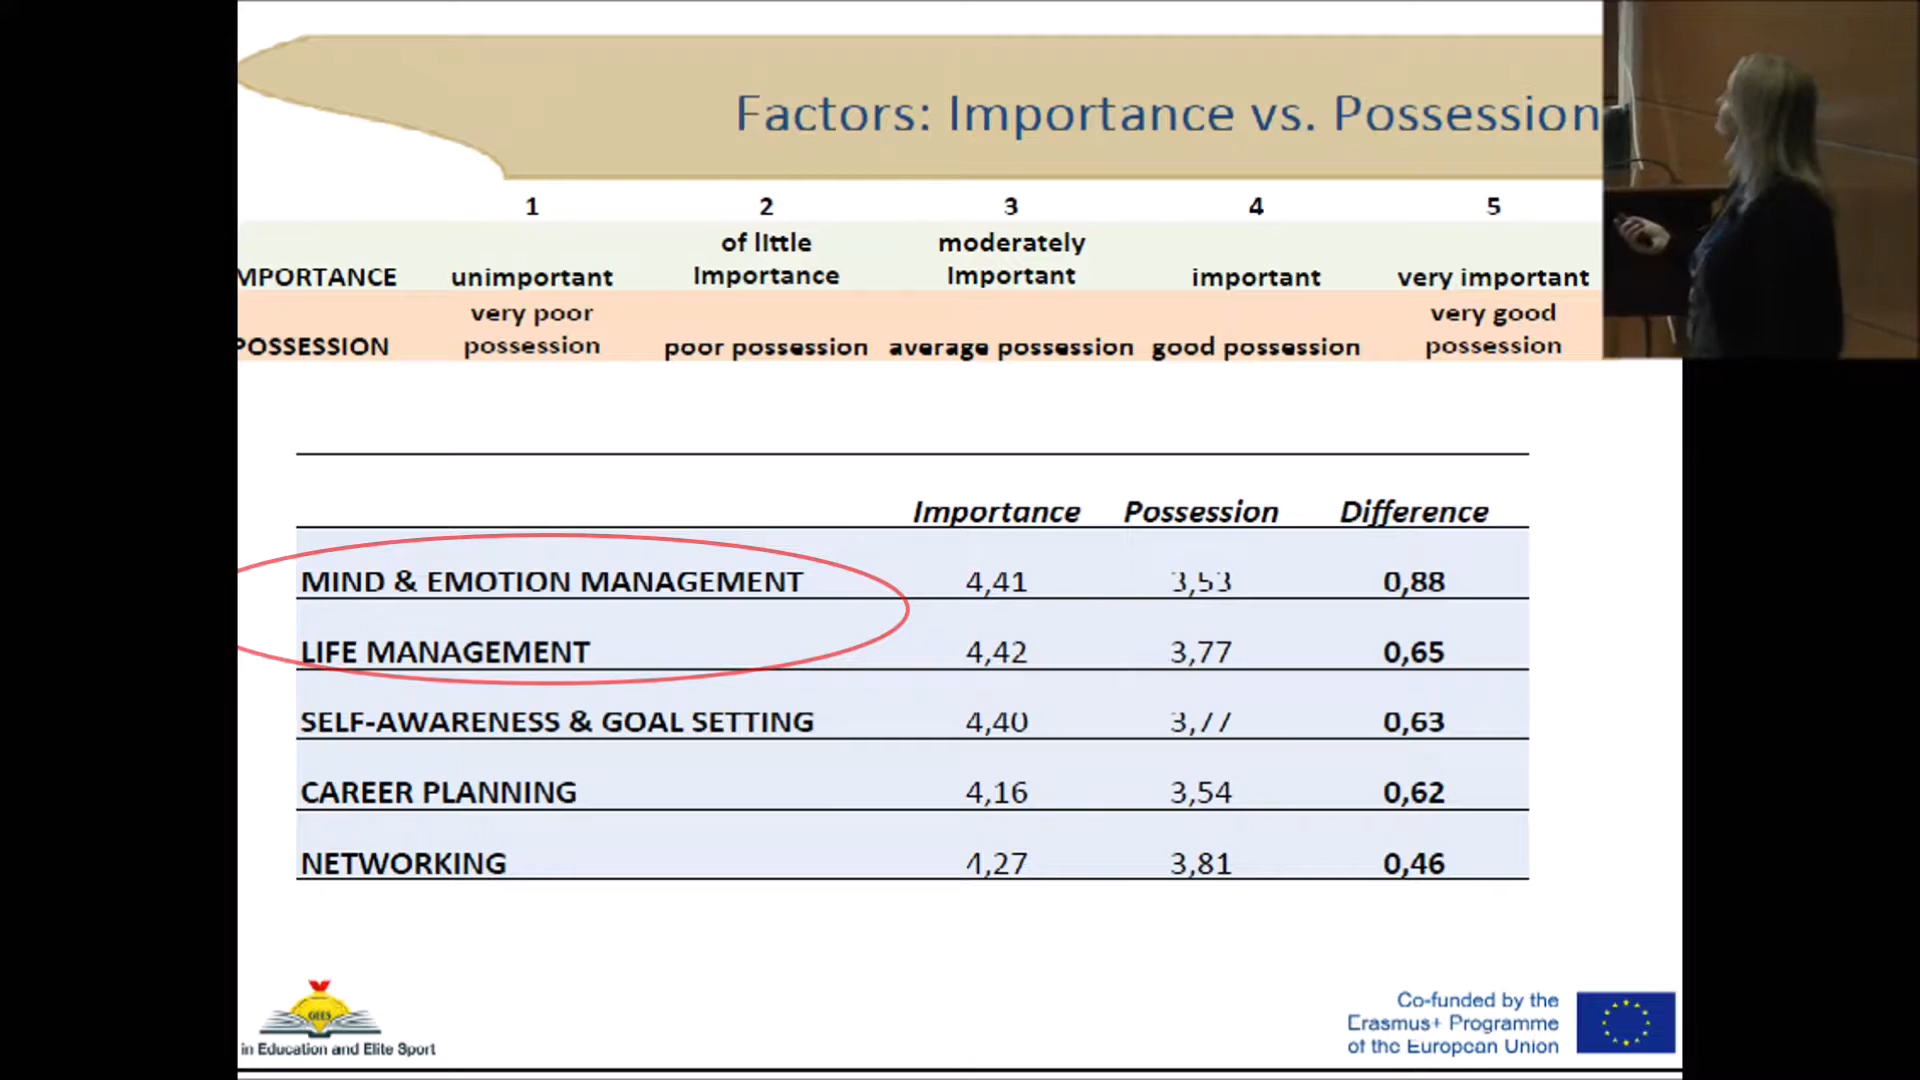 Factors: Importance vs. Possession
1 2 3 4 5
of little moderately
MPORTANCE unimportant Importance Important important very important
very poor very good
POSSESSION possession poor possession average possession good possession possession
Importance Possession Difference
MIND & EMOTION MANAGEMENT 4,41 3,53 0,88
LIFE MANAGEMENT 4,42 3,77 0,65
SELF-AWARENESS & GOAL SETTING 4,40 3,77 0,63
CAREER PLANNING 4,16 3,54 0,62
NETWORKING 4,27 3,81 0,46
GEES
in Education and Elite Sport
Co-funded by the
Erasmus+ Programme
of the European Union